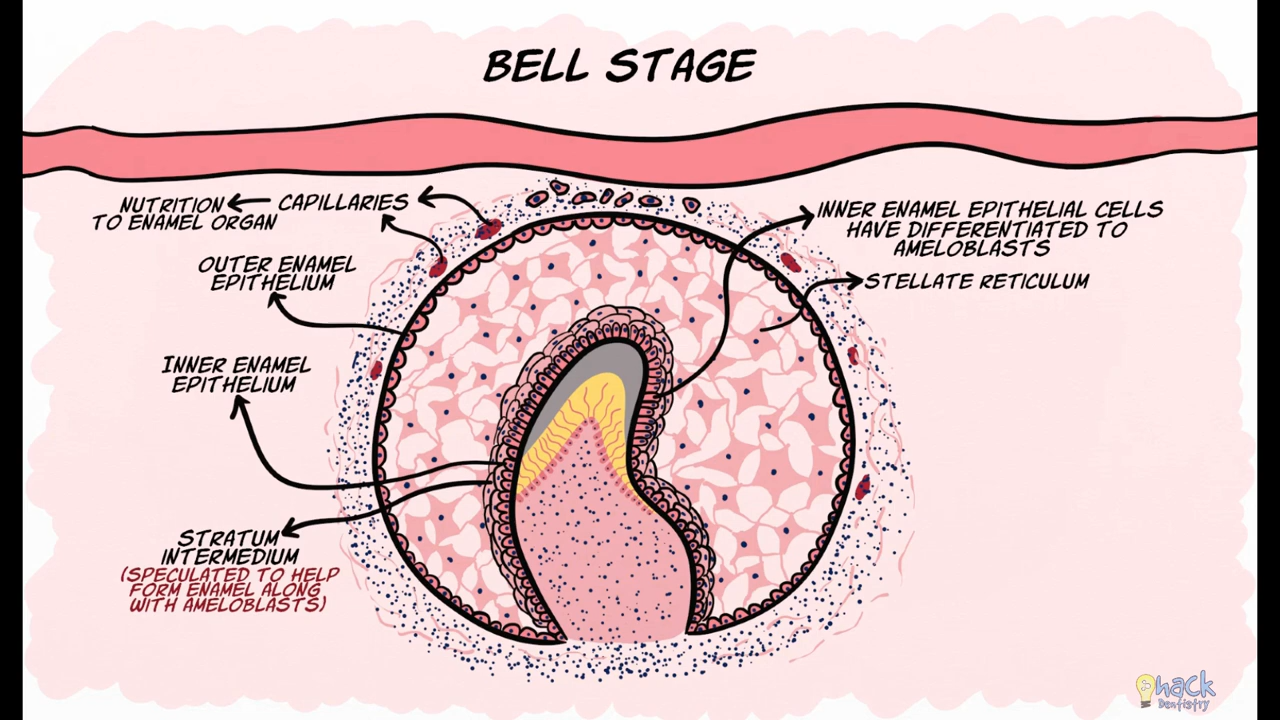 BELL STAGE
NUTRITION
TO ENAMEL ORGAN
CAPILLARIES
OUTER ENAMEL
EPITHELIUM
INNER ENAMEL
EPITHELIUM
STRATUM
INTERMEDIUM
(SPECULATED TO HELP
FORM ENAMEL ALONG
WITH AMELOBLASTS)
INNER ENAMEL EPITHELIAL CELLS
HAVE DIFFERENTIATED TO
AMELOBLASTS
STELLATE RETICULUM
hack
Dentistry